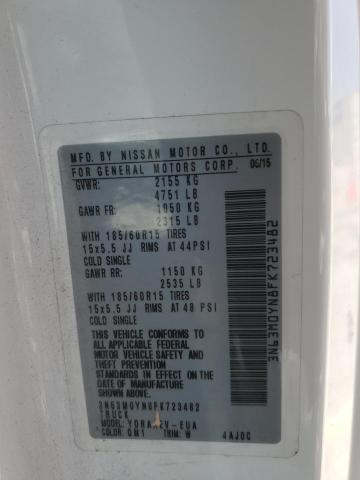 MFD. BY NISSAN MOTOR CO., LTD.
FOR GENERAL MOTORS CORP. 06/15
GVWR: 2155 KG
4751 LB
GAWR FR: 1050 KG
2315 LB
WITH 185/60R15 TIRES
15x5.5 JJ RIMS AT 44PSI
COLD SINGLE
GAWR RR: 1150 KG
2535 LB
WITH 185/60R15 TIRES
15x5.5 JJ RIMS AT 48 PSI
COLD SINGLE
THIS VEHICLE CONFORMS TO
ALL APPLICABLE FEDERAL
MOTOR VEHICLE SAFETY AND
THEFT PREVENTION
STANDARDS IN EFFECT ON
THE DATE OF MANUFACTURE
SHOWN ABOVE.
3N63M0YN8FK723482
TRUCK
MODEL:
COLOR: QM1 TRIM: W 4AJ0C
3N63M0YN8FK723482